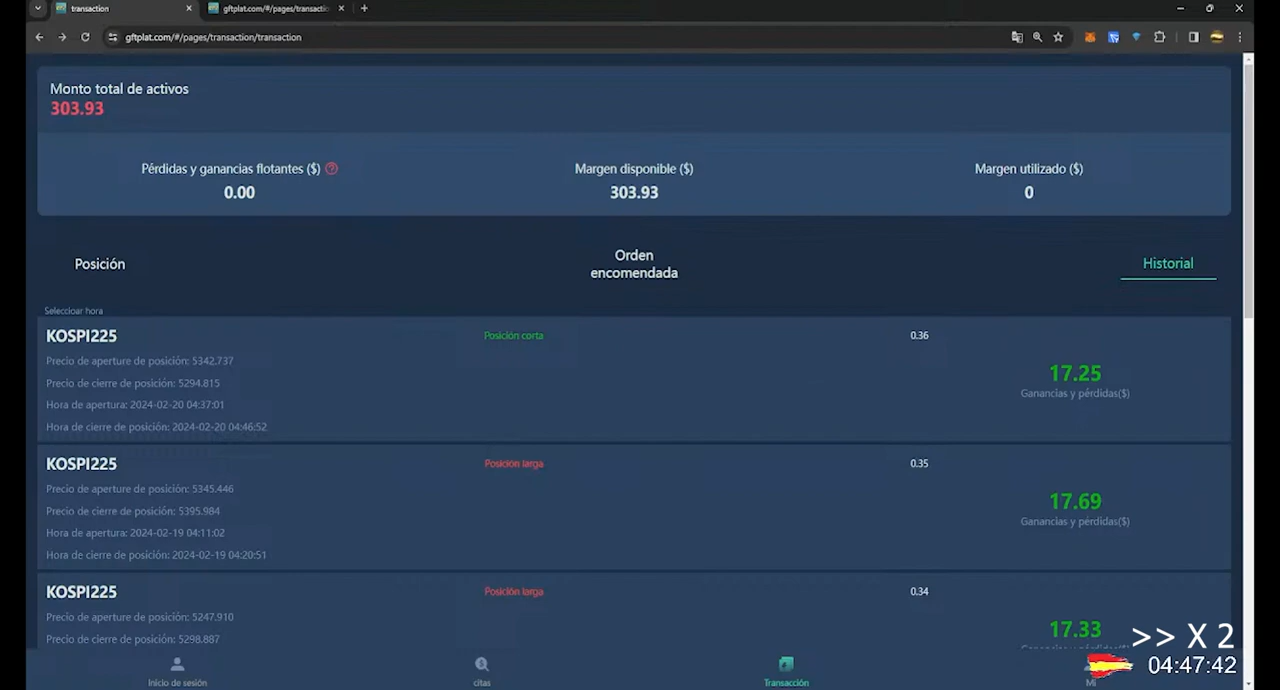 transaction
gftplat.com/#/pages/transactic
gftplat.com/#/pages/transaction/transaction
Monto total de activos
303.93
Pérdidas y ganancias flotantes ($)
Margen disponible ($)
Margen utilizado ($)
0.00
303.93
0
Posición
Orden
encomendada
Historial
Seleccioar hora
KOSPI225
Posición corta
0.36
Precio de aperture de posición: 5342.737
Precio de cierre de posición: 5294.815
Hora de apertura: 2024-02-20 04:37:01
Hora de cierre de posición: 2024-02-20 04:46:52
17.25
Ganancias y pérdidas($)
KOSPI225
Posición larga
0.35
Precio de aperture de posición: 5345.446
Precio de cierre de posición: 5395.984
Hora de apertura: 2024-02-19 04:11:02
Hora de cierre de posición: 2024-02-19 04:20:51
17.69
Ganancias y pérdidas($)
KOSPI225
Posición larga
0.34
Precio de aperture de posición: 5247.910
Precio de cierre de posición: 5298.887
17.33
>> X 2
04:47:42
Inicio de sesión
citas
Transacción
Mi